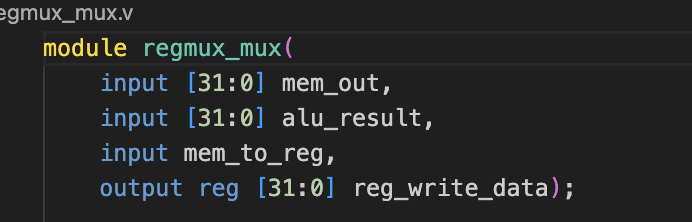 egmux_mux.v
module regmux_mux(
input [31:0] mem_out,
input [31:0] alu_result,
input mem_to_reg,
output reg [31:0] reg_write_data);